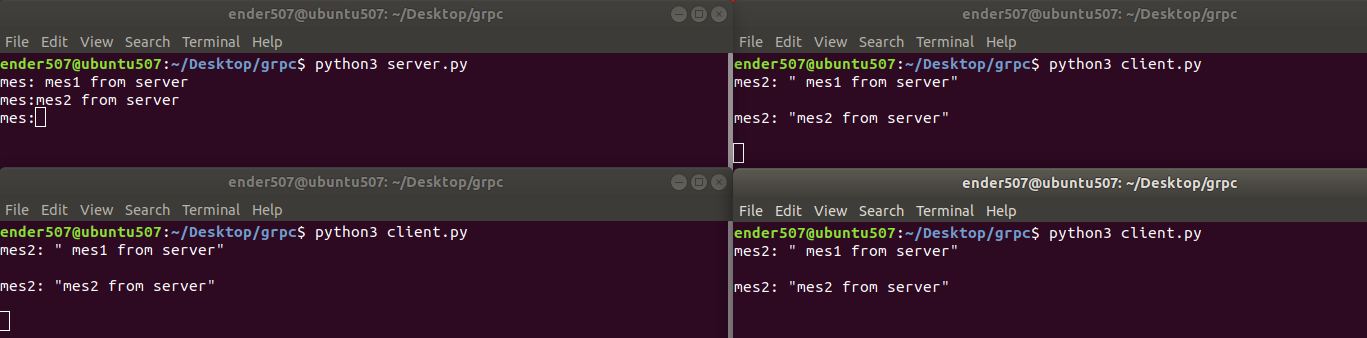 ender507@ubuntu507: ~/Desktop/grpc
File Edit View Search Terminal Help
ender507@ubuntu507:~/Desktop/grpc$ python3 server.py
mes: mes1 from server
mes:mes2 from server
mes:
ender507@ubuntu507: ~/Desktop/grpc
File Edit View Search Terminal Help
ender507@ubuntu507:~/Desktop/grpc$ python3 client.py
mes2: " mes1 from server"
mes2: "mes2 from server"
ender507@ubuntu507: ~/Desktop/grpc
File Edit View Search Terminal Help
ender507@ubuntu507:~/Desktop/grpc$ python3 client.py
mes2: " mes1 from server"
mes2: "mes2 from server"
ender507@ubuntu507: ~/Desktop/grpc
File Edit View Search Terminal Help
ender507@ubuntu507:~/Desktop/grpc$ python3 client.py
mes2: " mes1 from server"
mes2: "mes2 from server"